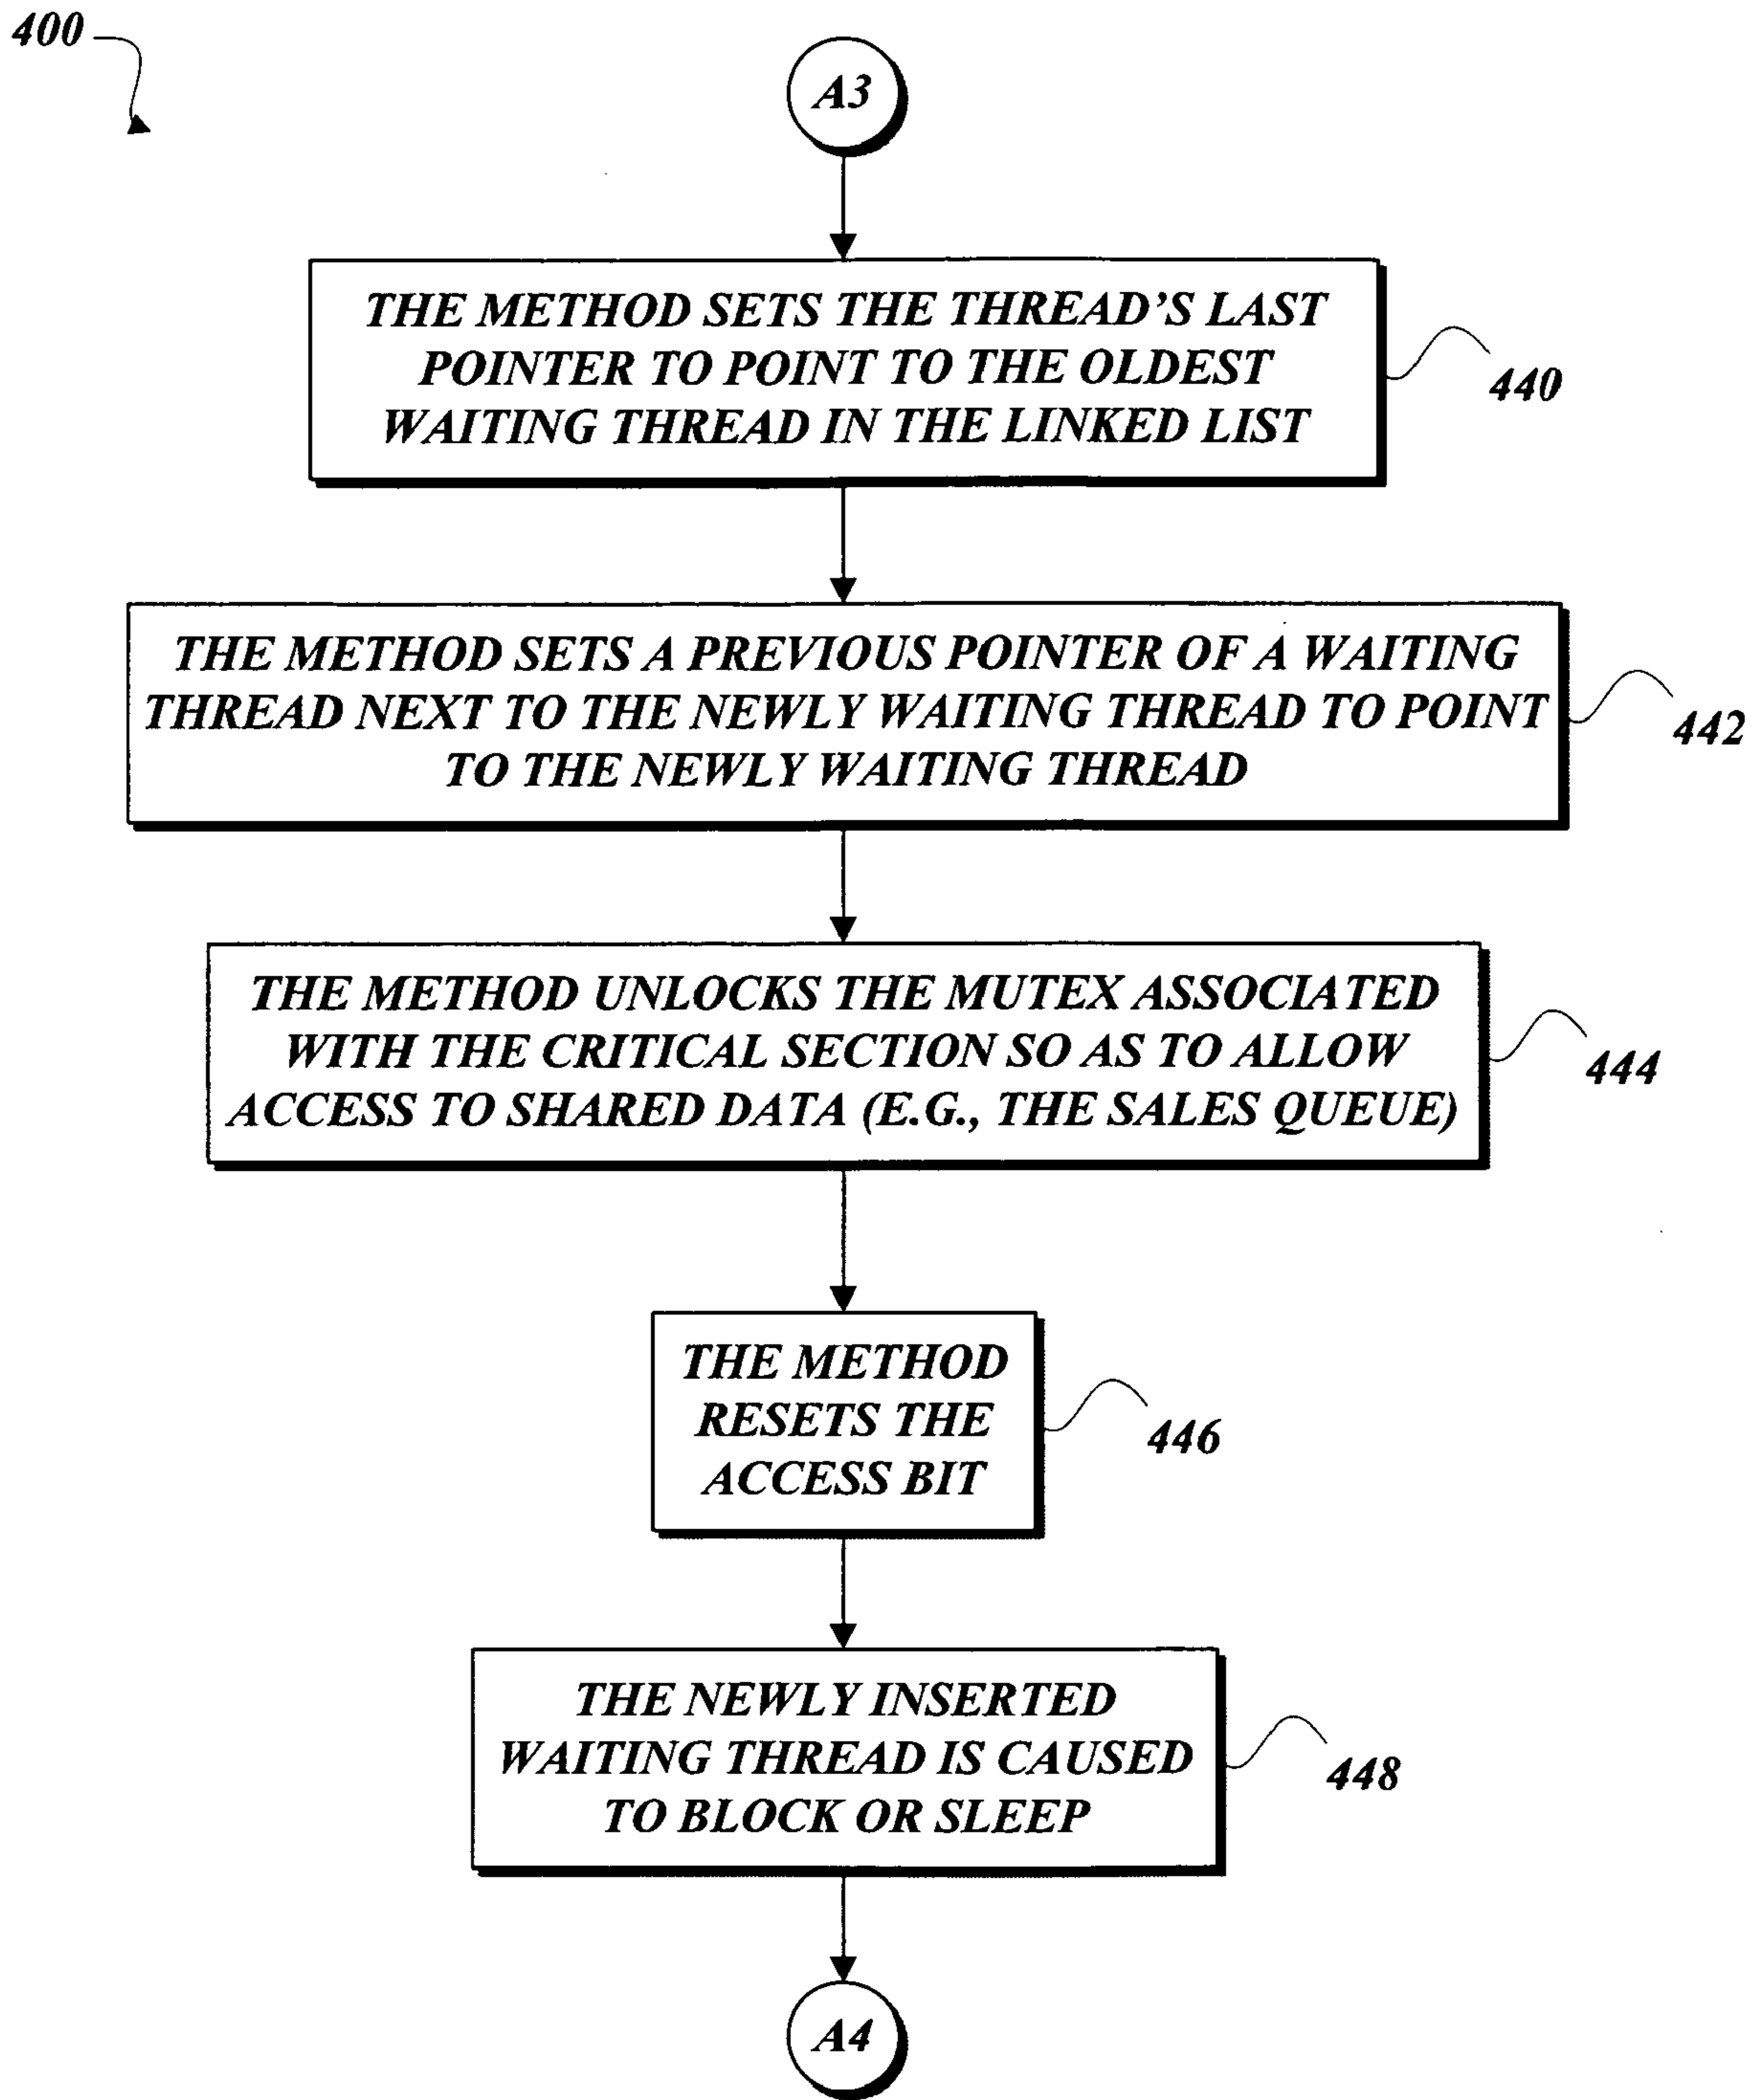 400
A3
THE METHOD SETS THE THREAD'S LAST
POINTER TO POINT TO THE OLDEST
WAITING THREAD IN THE LINKED LIST
440
THE METHOD SETS A PREVIOUS POINTER OF A WAITING
THREAD NEXT TO THE NEWLY WAITING THREAD TO POINT
TO THE NEWLY WAITING THREAD
442
THE METHOD UNLOCKS THE MUTEX ASSOCIATED
WITH THE CRITICAL SECTION SO AS TO ALLOW
ACCESS TO SHARED DATA (E.G., THE SALES QUEUE)
444
THE METHOD
RESETS THE
ACCESS BIT
446
THE NEWLY INSERTED
WAITING THREAD IS CAUSED
TO BLOCK OR SLEEP
448
A4